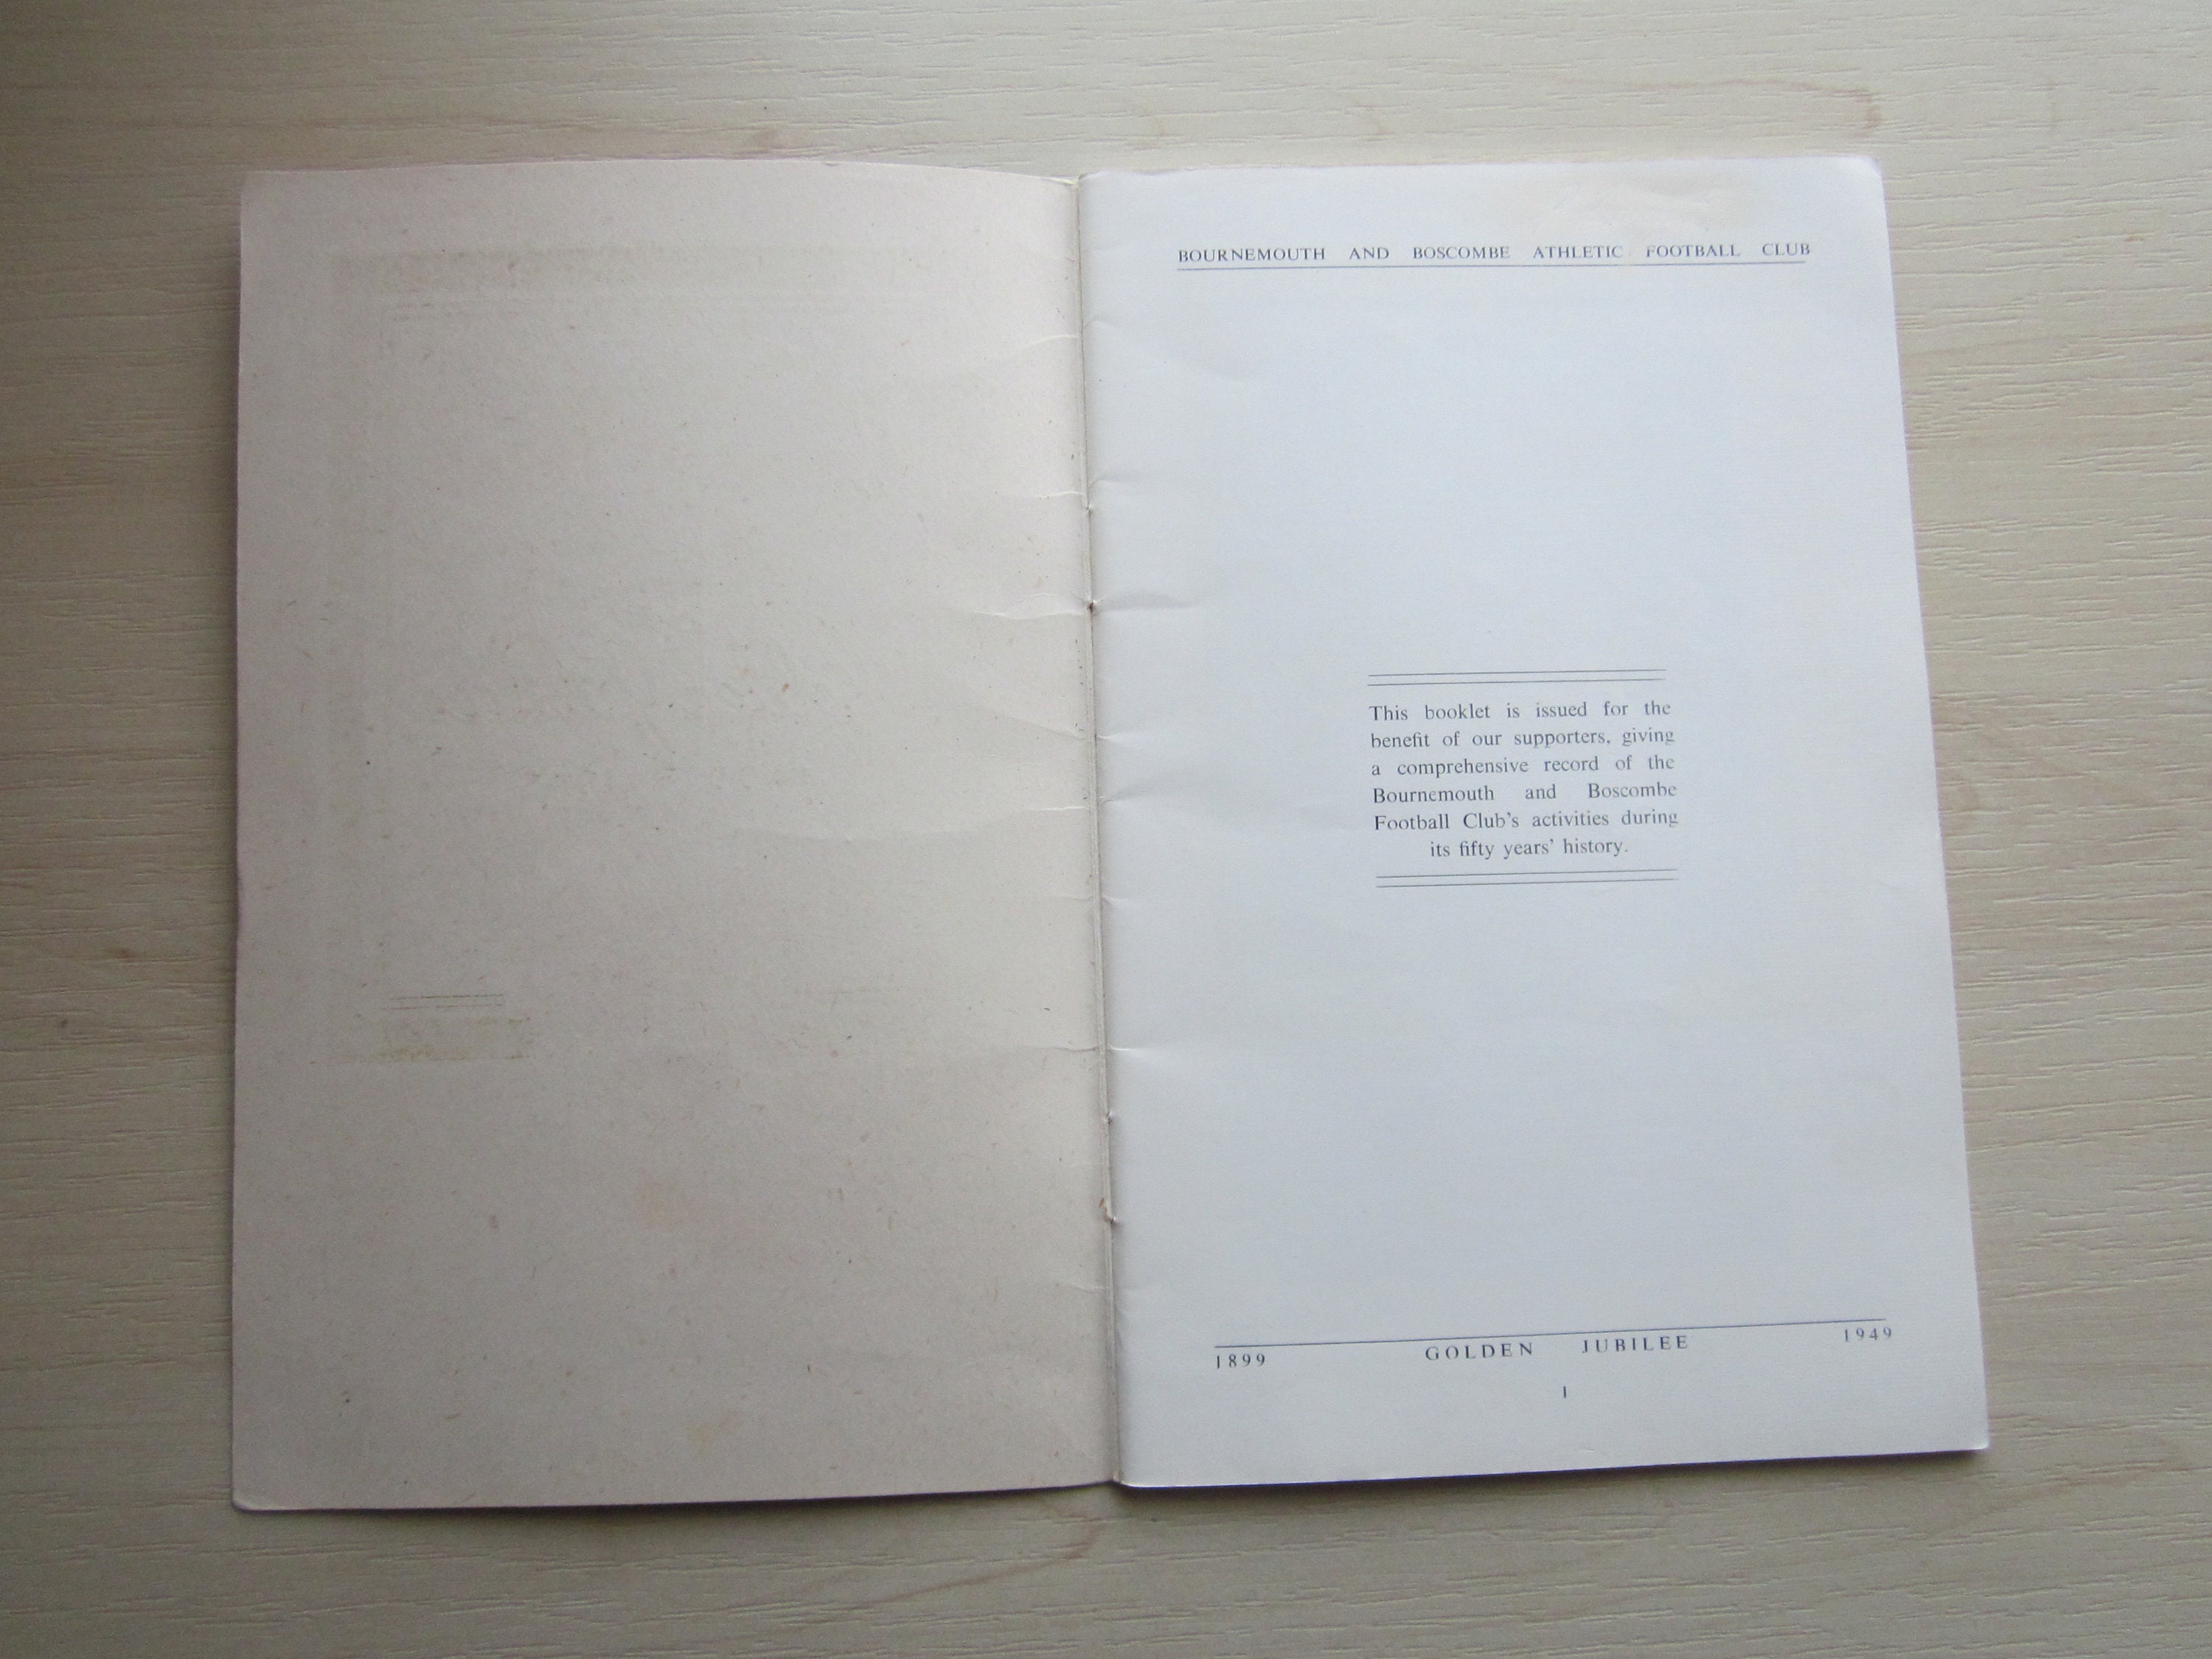 BOURNEMOUTH AND BOSCOMBE ATHLETIC FOOTBALL CLUB
This booklet is issued for the
benefit of our supporters, giving
a comprehensive record of the
Bournemouth and Boscombe
Football Club's activities during
its fifty years' history.
1899 GOLDEN JUBILEE 1949
1